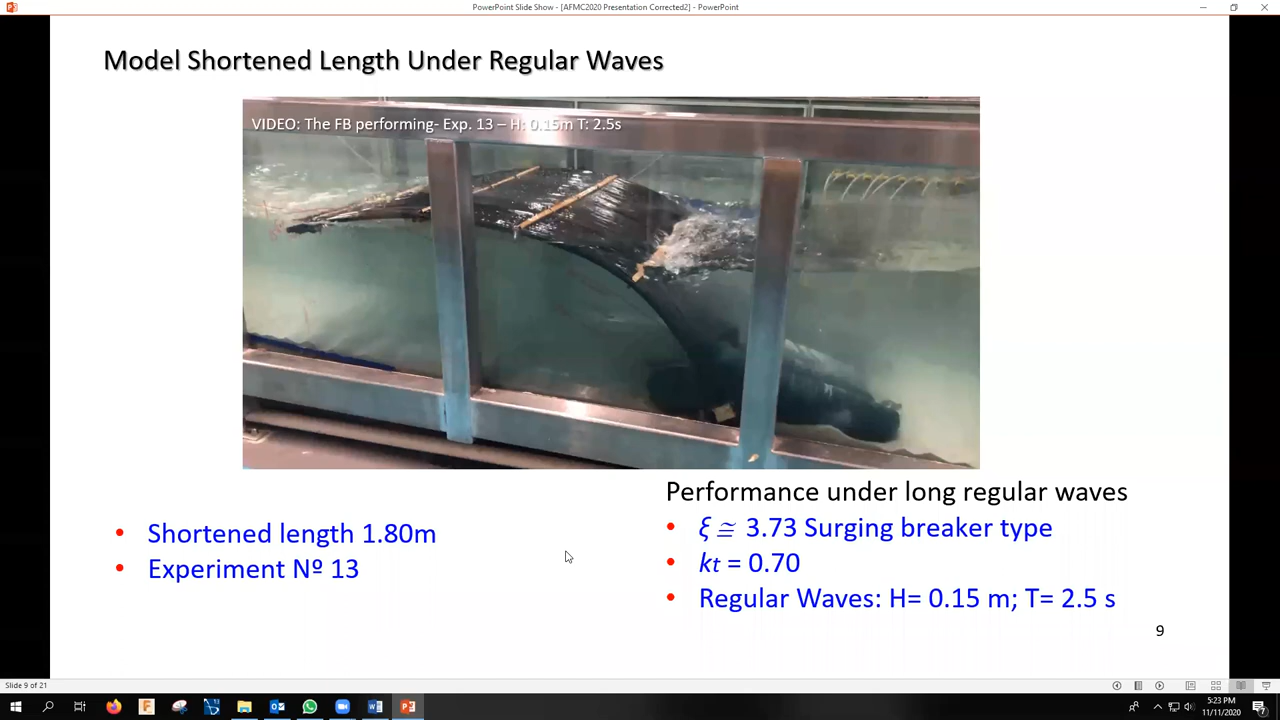 PowerPoint Slide Show - [AFMC2020 Presentation Corrected2] - PowerPoint
Model Shortened Length Under Regular Waves
VIDEO: The FB performing- Exp. 13 – H: 0.15m T: 2.5s
• Shortened length 1.80m
• Experiment Nº 13
Performance under long regular waves
• ξ ≅ 3.73 Surging breaker type
• kt = 0.70
• Regular Waves: H= 0.15 m; T= 2.5 s
9
Slide 9 of 21
5:23 PM
11/11/2020